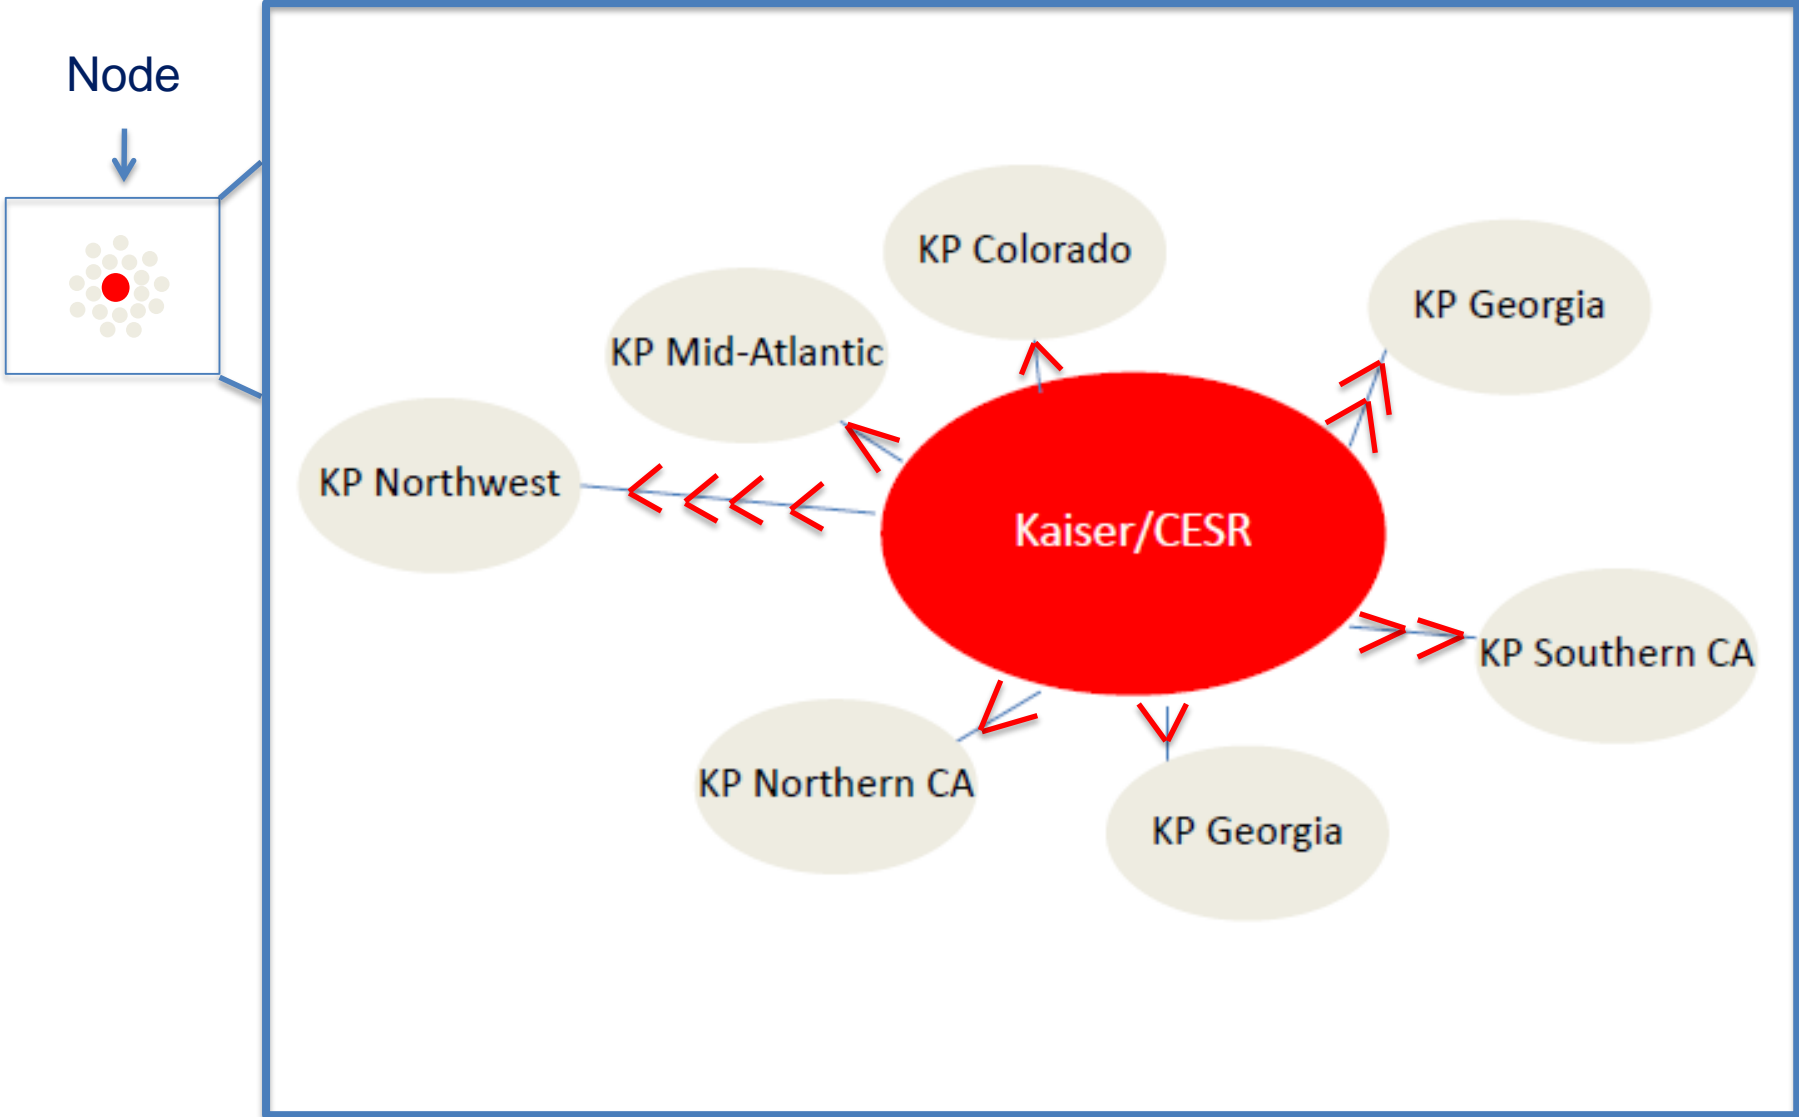 Node
KP Colorado
KP Georgia
KP Mid-Atlantic
KP Northwest
Kaiser/CESR
KP Southern CA
KP Northern CA
KP Georgia